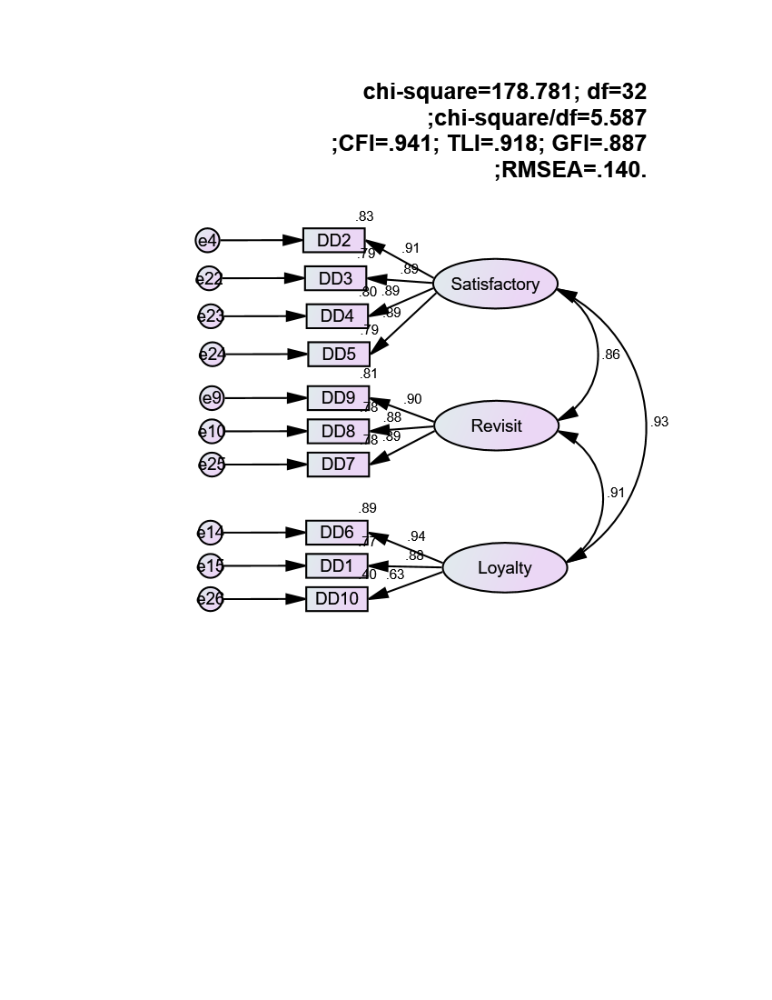 chi-square=178.781; df=32
;chi-square/df=5.587
;CFI=.941; TLI=.918; GFI=.887
;RMSEA=.140.
.83
e4
DD2
.91
.79
e22
DD3
.89
Satisfactory
.80
.89
e23
DD4
.89
.79
e24
DD5
.86
.81
e9
DD9
.90
.78
e10
DD8
.88
Revisit
.93
.78
.89
e25
DD7
.91
.89
e14
DD6
.94
.77
e15
DD1
.88
Loyalty
.40
.63
e26
DD10